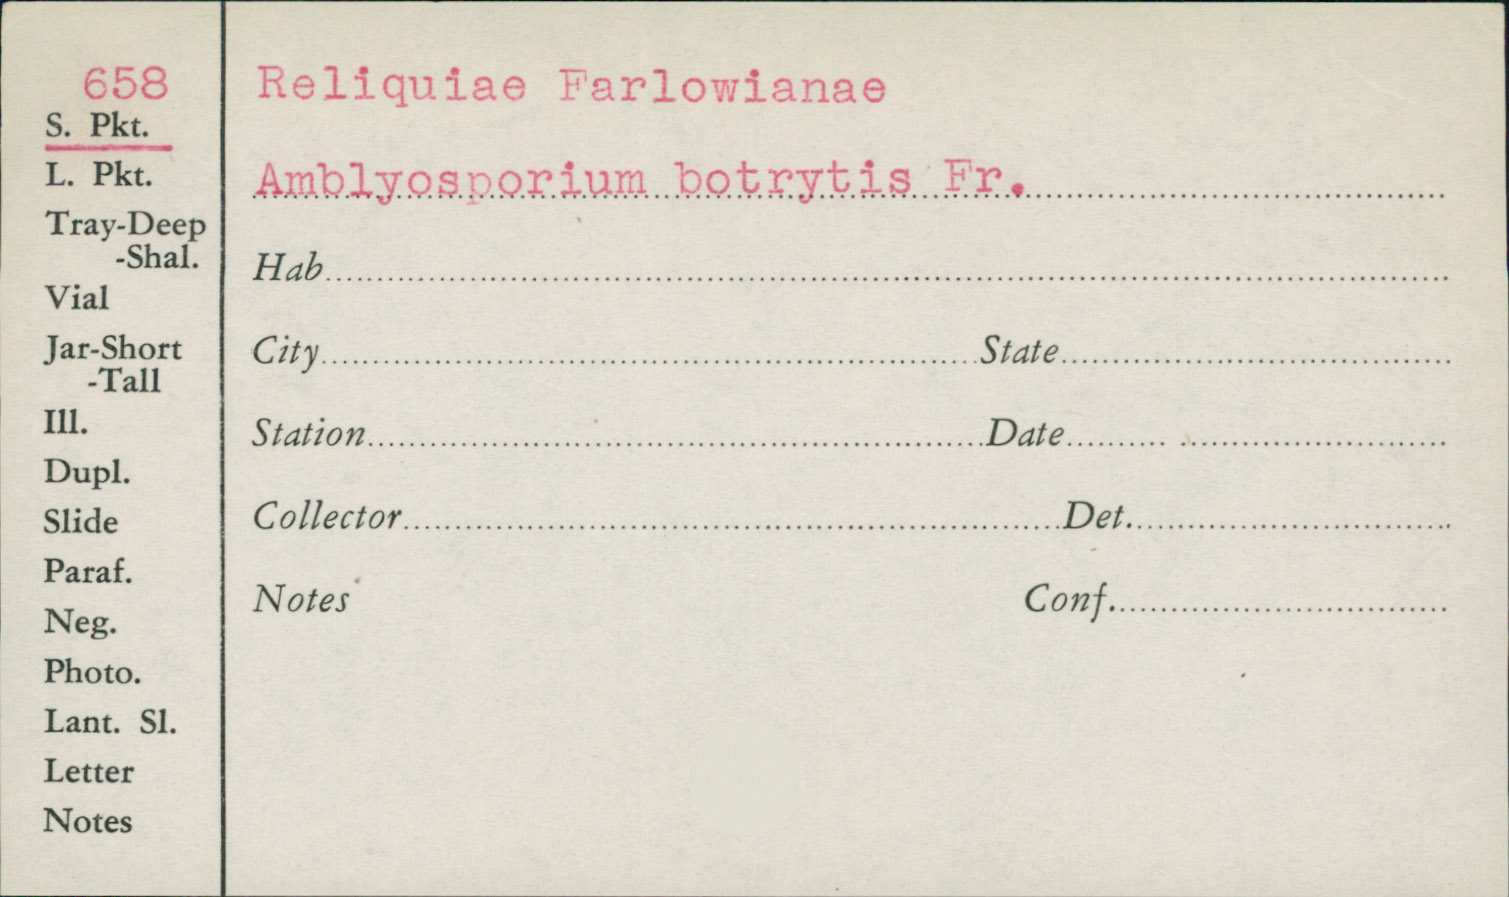 658
S. Pkt.
L. Pkt.
Tray-Deep
-Shal.
Vial
Jar-Short
-Tall
Ill.
Dupl.
Slide
Paraf.
Neg.
Photo.
Lant. Sl.
Letter
Notes
Reliquiae Farlowianae
Amblyosporium botrytis Fr.
Hab
City State
Station Date
Collector Det.
Notes Conf.